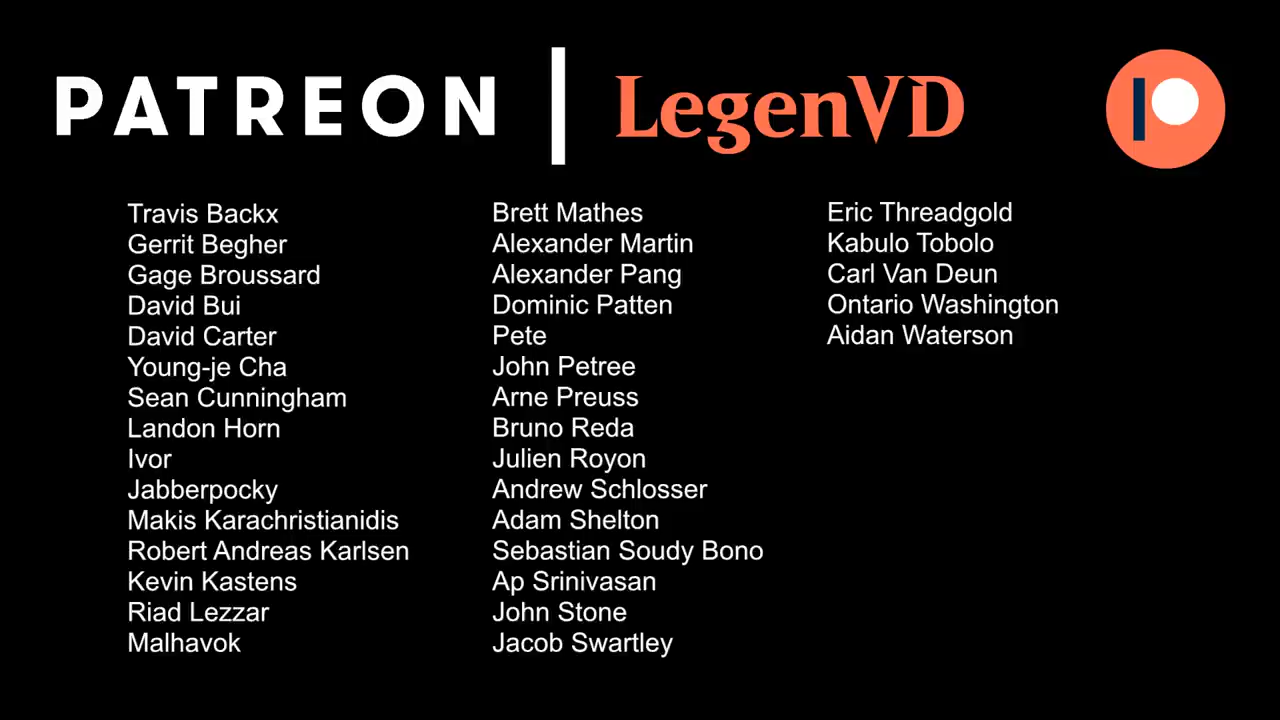 PATREON | LegenVD
Travis Backx
Gerrit Begher
Gage Broussard
David Bui
David Carter
Young-je Cha
Sean Cunningham
Landon Horn
Ivor
Jabberpocky
Makis Karachristianidis
Robert Andreas Karlsen
Kevin Kastens
Riad Lezzar
Malhavok
Brett Mathes
Alexander Martin
Alexander Pang
Dominic Patten
Pete
John Petree
Arne Preuss
Bruno Reda
Julien Royon
Andrew Schlosser
Adam Shelton
Sebastian Soudy Bono
Ap Srinivasan
John Stone
Jacob Swartley
Eric Threadgold
Kabulo Tobolo
Carl Van Deun
Ontario Washington
Aidan Waterson